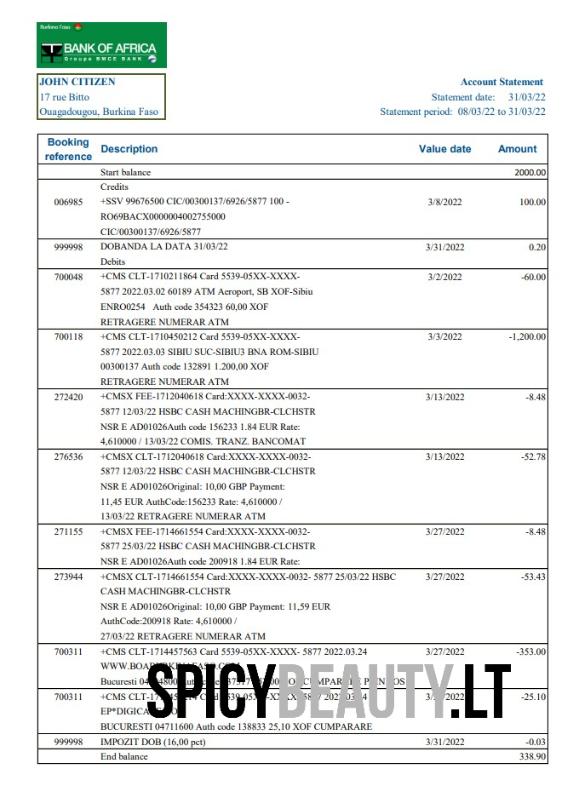 Burkina Faso
BANK OF AFRICA
Groupe BMCE BANK
JOHN CITIZEN
17 rue Bitto
Ouagadougou, Burkina Faso
Account Statement
Statement date: 31/03/22
Statement period: 08/03/22 to 31/03/22
Booking reference Description Value date Amount
Start balance 2000.00
Credits
006985 +SSV 99676500 CIC/00300137/6926/5877 100 - 3/8/2022 100.00
RO69BACX0000004002755000
CIC/00300137/6926/5877
999998 DOBANDA LA DATA 31/03/22 3/31/2022 0.20
Debits
700048 +CMS CLT-1710211864 Card 5539-05XX-XXXX- 3/2/2022 -60.00
5877 2022.03.02 60189 ATM Aeroport, SB XOF-Sibiu
ENRO0254 Auth code 354323 60,00 XOF
RETRAGERE NUMERAR ATM
700118 +CMS CLT-1710450212 Card 5539-05XX-XXXX- 3/3/2022 -1,200.00
5877 2022.03.03 SIBIU SUC-SIBIU3 BNA ROM-SIBIU
00300137 Auth code 132891 1.200,00 XOF
RETRAGERE NUMERAR ATM
272420 +CMSX FEE-1712040618 Card:XXXX-XXXX-0032- 3/13/2022 -8.48
5877 12/03/22 HSBC CASH MACHINGBR-CLCHSTR
NSR E AD01026Auth code 156233 1.84 EUR Rate:
4,610000 / 13/03/22 COMIS. TRANZ. BANCOMAT
276536 +CMSX CLT-1712040618 Card:XXXX-XXXX-0032- 3/13/2022 -52.78
5877 12/03/22 HSBC CASH MACHINGBR-CLCHSTR
NSR E AD01026Original: 10,00 GBP Payment:
11,45 EUR AuthCode:156233 Rate: 4,610000 /
13/03/22 RETRAGERE NUMERAR ATM
271155 +CMSX FEE-1714661554 Card:XXXX-XXXX-0032- 3/27/2022 -8.48
5877 25/03/22 HSBC CASH MACHINGBR-CLCHSTR
NSR E AD01026Auth code 200918 1.84 EUR Rate:
273944 +CMSX CLT-1714661554 Card:XXXX-XXXX-0032- 5877 25/03/22 HSBC 3/27/2022 -53.43
CASH MACHINGBR-CLCHSTR
NSR E AD01026Original: 10,00 GBP Payment: 11,59 EUR
AuthCode:200918 Rate: 4,610000 /
27/03/22 RETRAGERE NUMERAR ATM
700311 +CMS CLT-1714457563 Card 5539-05XX-XXXX- 5877 2022.03.24 3/27/2022 -353.00
Bucuresti
SPICYBEAUTY.LT
700311 +CMS -25.10
BUCURESTI 04711600 Auth code 138833 25,10 XOF CUMPARARE
999998 IMPOZIT DOB (16,00 pct) 3/31/2022 -0.03
End balance 338.90